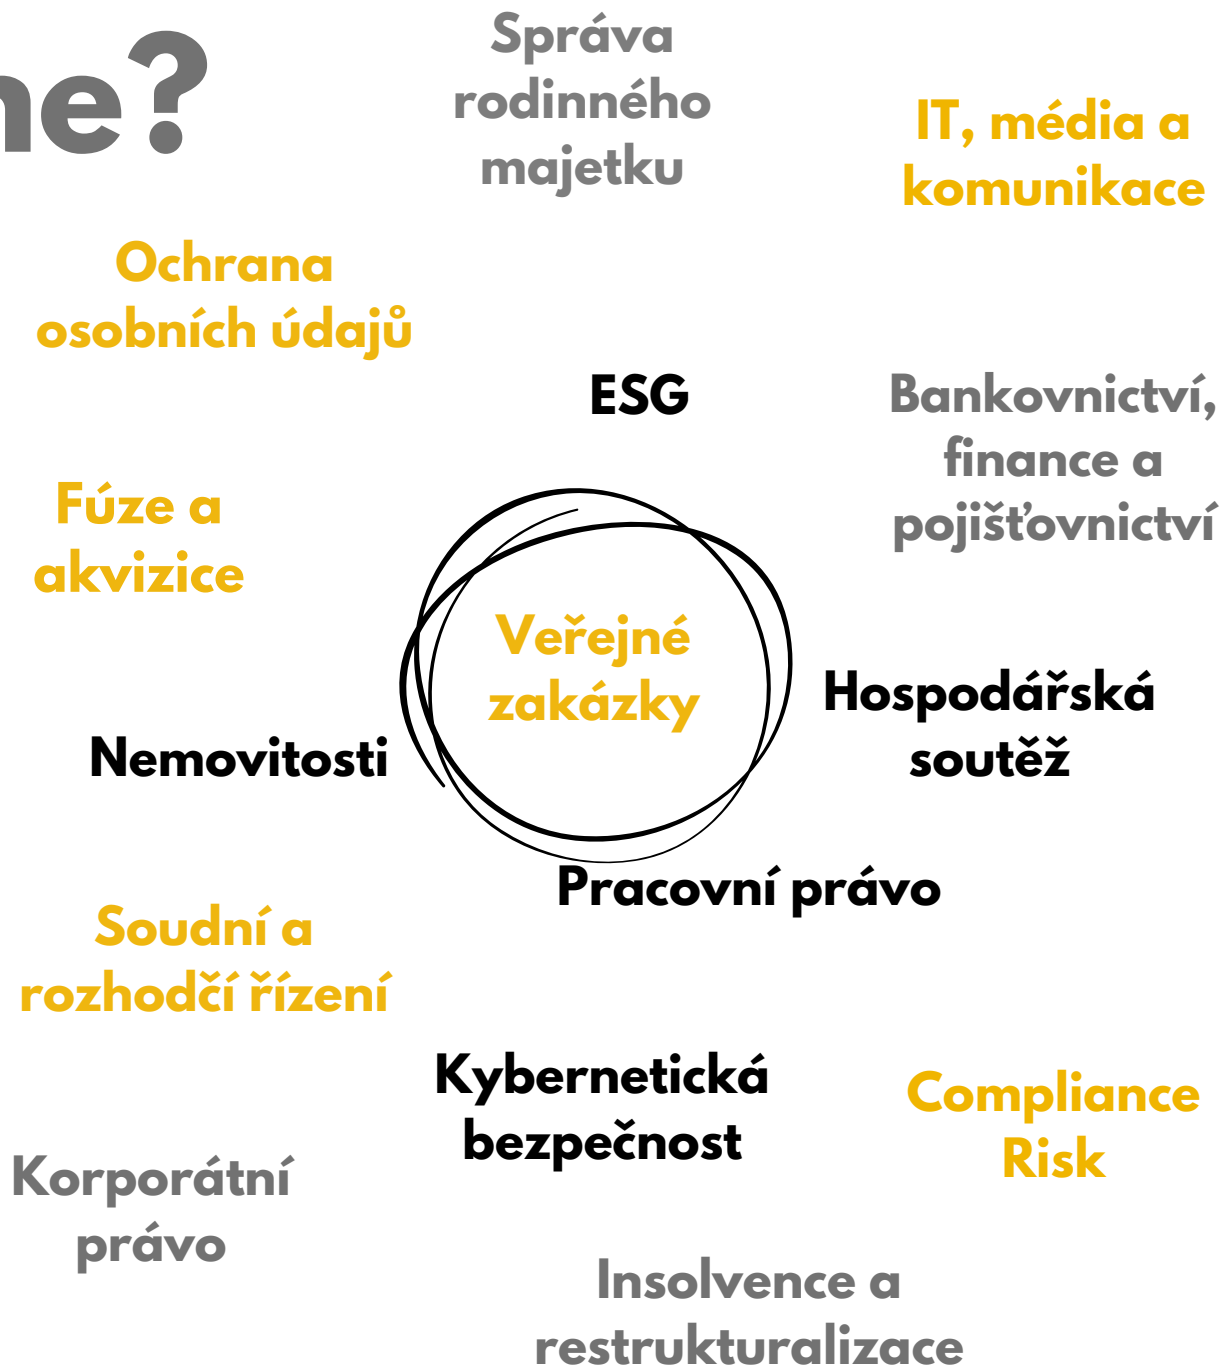 ne?
Správa
rodinného
majetku
IT, média a
komunikace
Ochrana
osobních údajů
ESG
Bankovnictví,
finance a
pojišťovnictví
Fúze a
akvizice
Veřejné
zakázky
Hospodářská
soutěž
Nemovitosti
Pracovní právo
Soudní a
rozhodčí řízení
Kybernetická
bezpečnost
Compliance
Risk
Korporátní
právo
Insolvence a
restrukturalizace